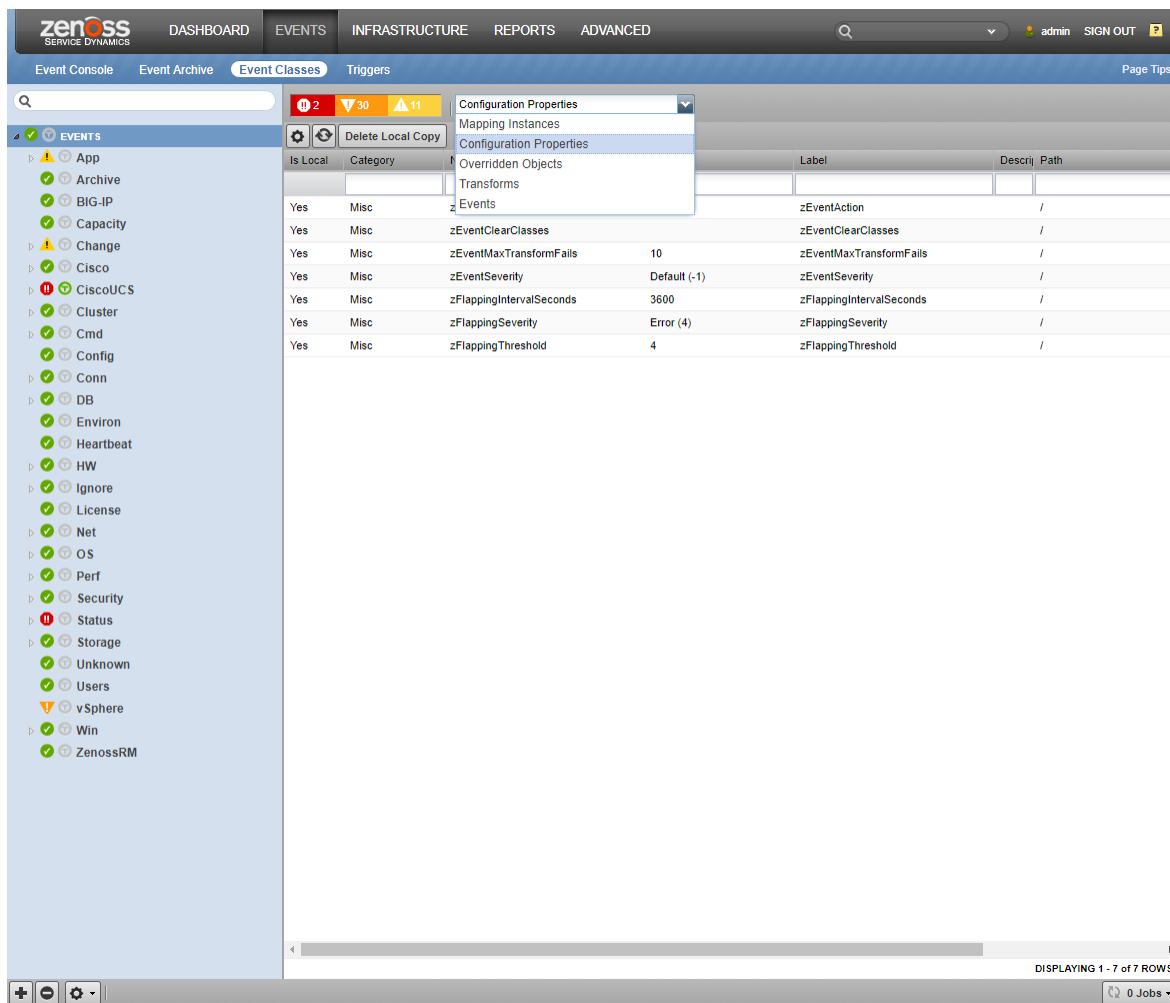 zenoss
SERVICE DYNAMICS
DASHBOARD EVENTS INFRASTRUCTURE REPORTS ADVANCED admin SIGN OUT ?
Event Console Event Archive Event Classes Triggers Page Tips
2 30 11 Configuration Properties
Mapping Instances
Configuration Properties
Overridden Objects
Transforms
Events
Delete Local Copy
EVENTS
App
Archive
BIG-IP
Capacity
Change
Cisco
CiscoUCS
Cluster
Cmd
Config
Conn
DB
Environ
Heartbeat
HW
Ignore
License
Net
OS
Perf
Security
Status
Storage
Unknown
Users
vSphere
Win
ZenossRM
Is Local Category Label Descrip Path
Yes Misc z zEventAction /
Yes Misc zEventClearClasses zEventClearClasses /
Yes Misc zEventMaxTransformFails 10 zEventMaxTransformFails /
Yes Misc zEventSeverity Default (-1) zEventSeverity /
Yes Misc zFlappingIntervalSeconds 3600 zFlappingIntervalSeconds /
Yes Misc zFlappingSeverity Error (4) zFlappingSeverity /
Yes Misc zFlappingThreshold 4 zFlappingThreshold /
DISPLAYING 1 - 7 of 7 ROWS
0 Jobs